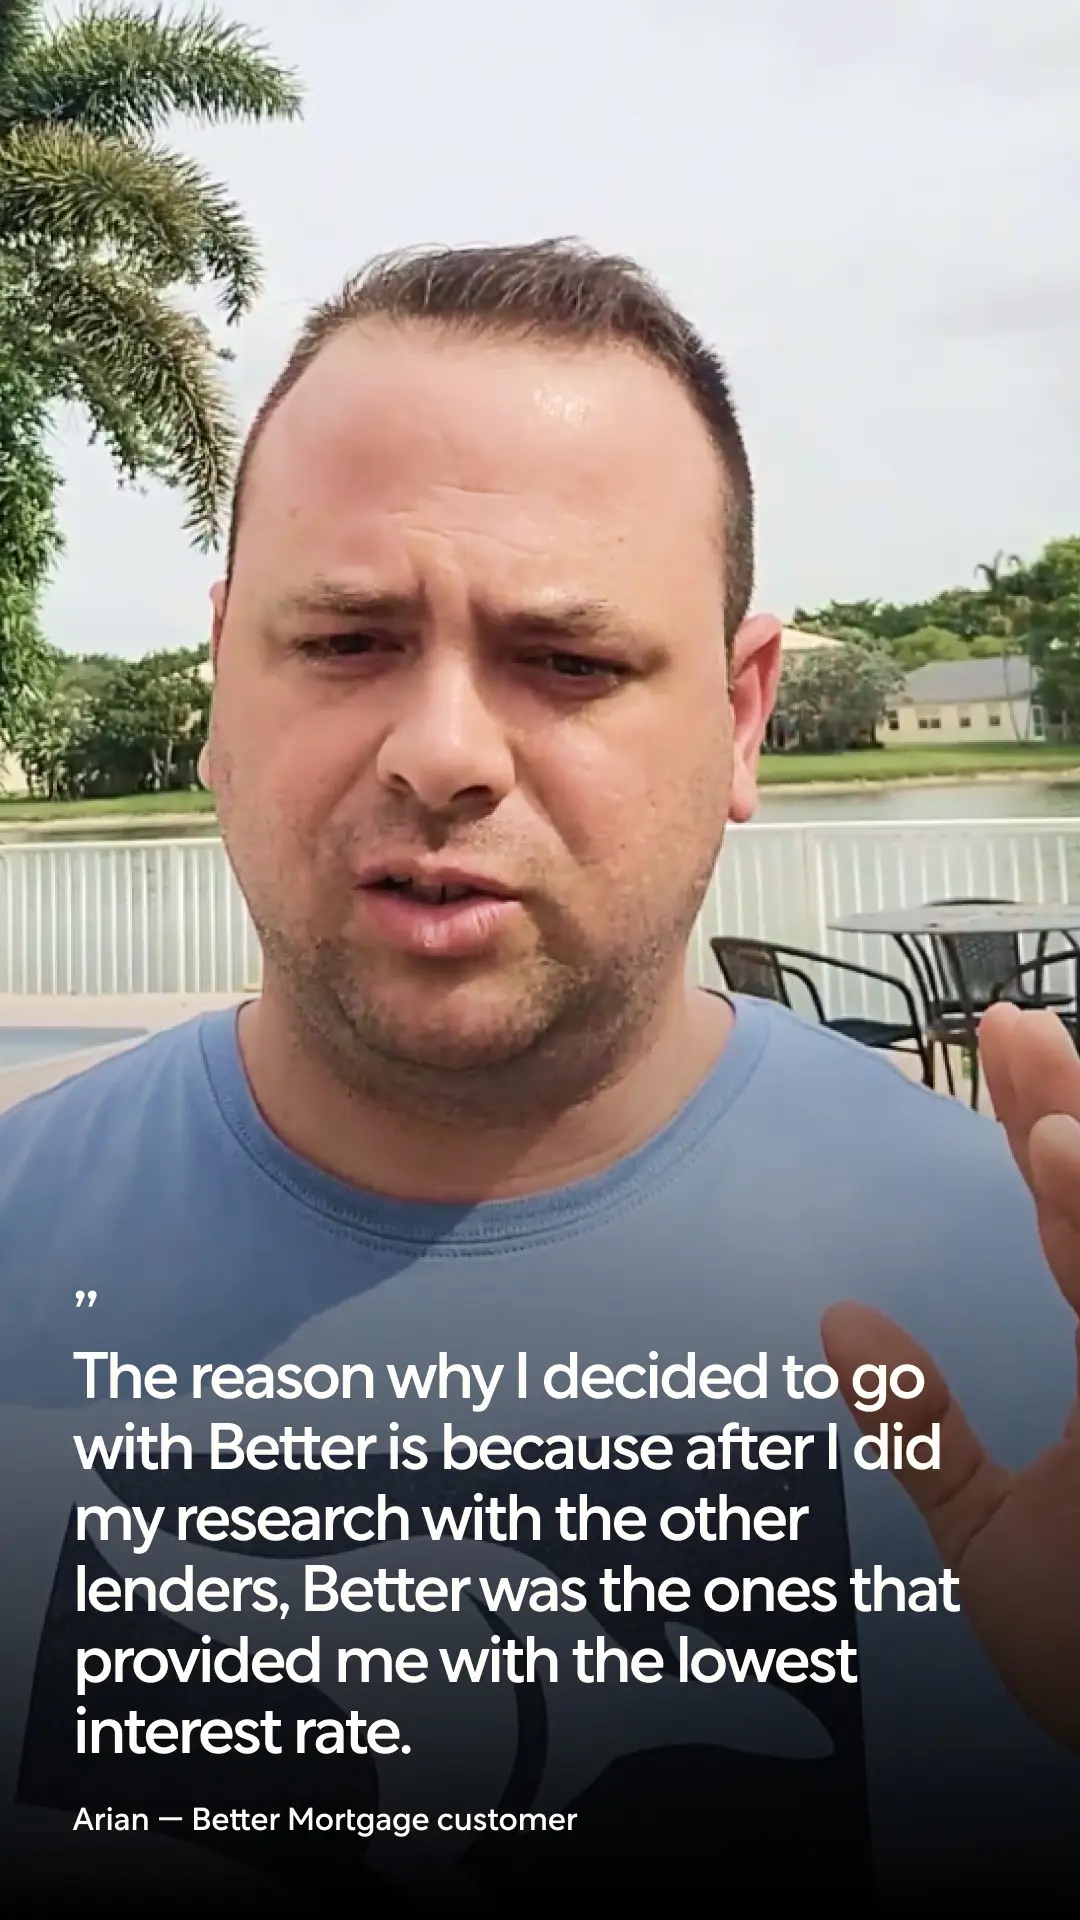 ”
The reason why I decided to go
with Better is because after I did
my research with the other
lenders, Better was the ones that
provided me with the lowest
interest rate.
Arian — Better Mortgage customer